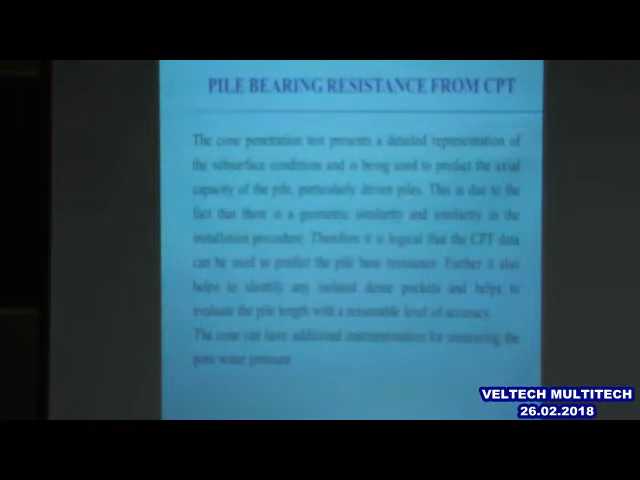 PILE BEARING RESISTANCE FROM CPT
The cone penetration test presents a detailed representation of
the subsurface conditions and is being used to predict the axial
capacity of the pile, particularly driven piles. This is due to the
fact that there is a geometric similarity and similarity in the
installation procedure. Therefore it is logical that the CPT data
can be used to predict the pile base resistance. Further it also
helps to identify any isolated dense pockets and helps to
evaluate the pile length with a reasonable level of accuracy.
The cone can have additional instrumentation for measuring the
pore water pressure
VELTECH MULTITECH
26.02.2018